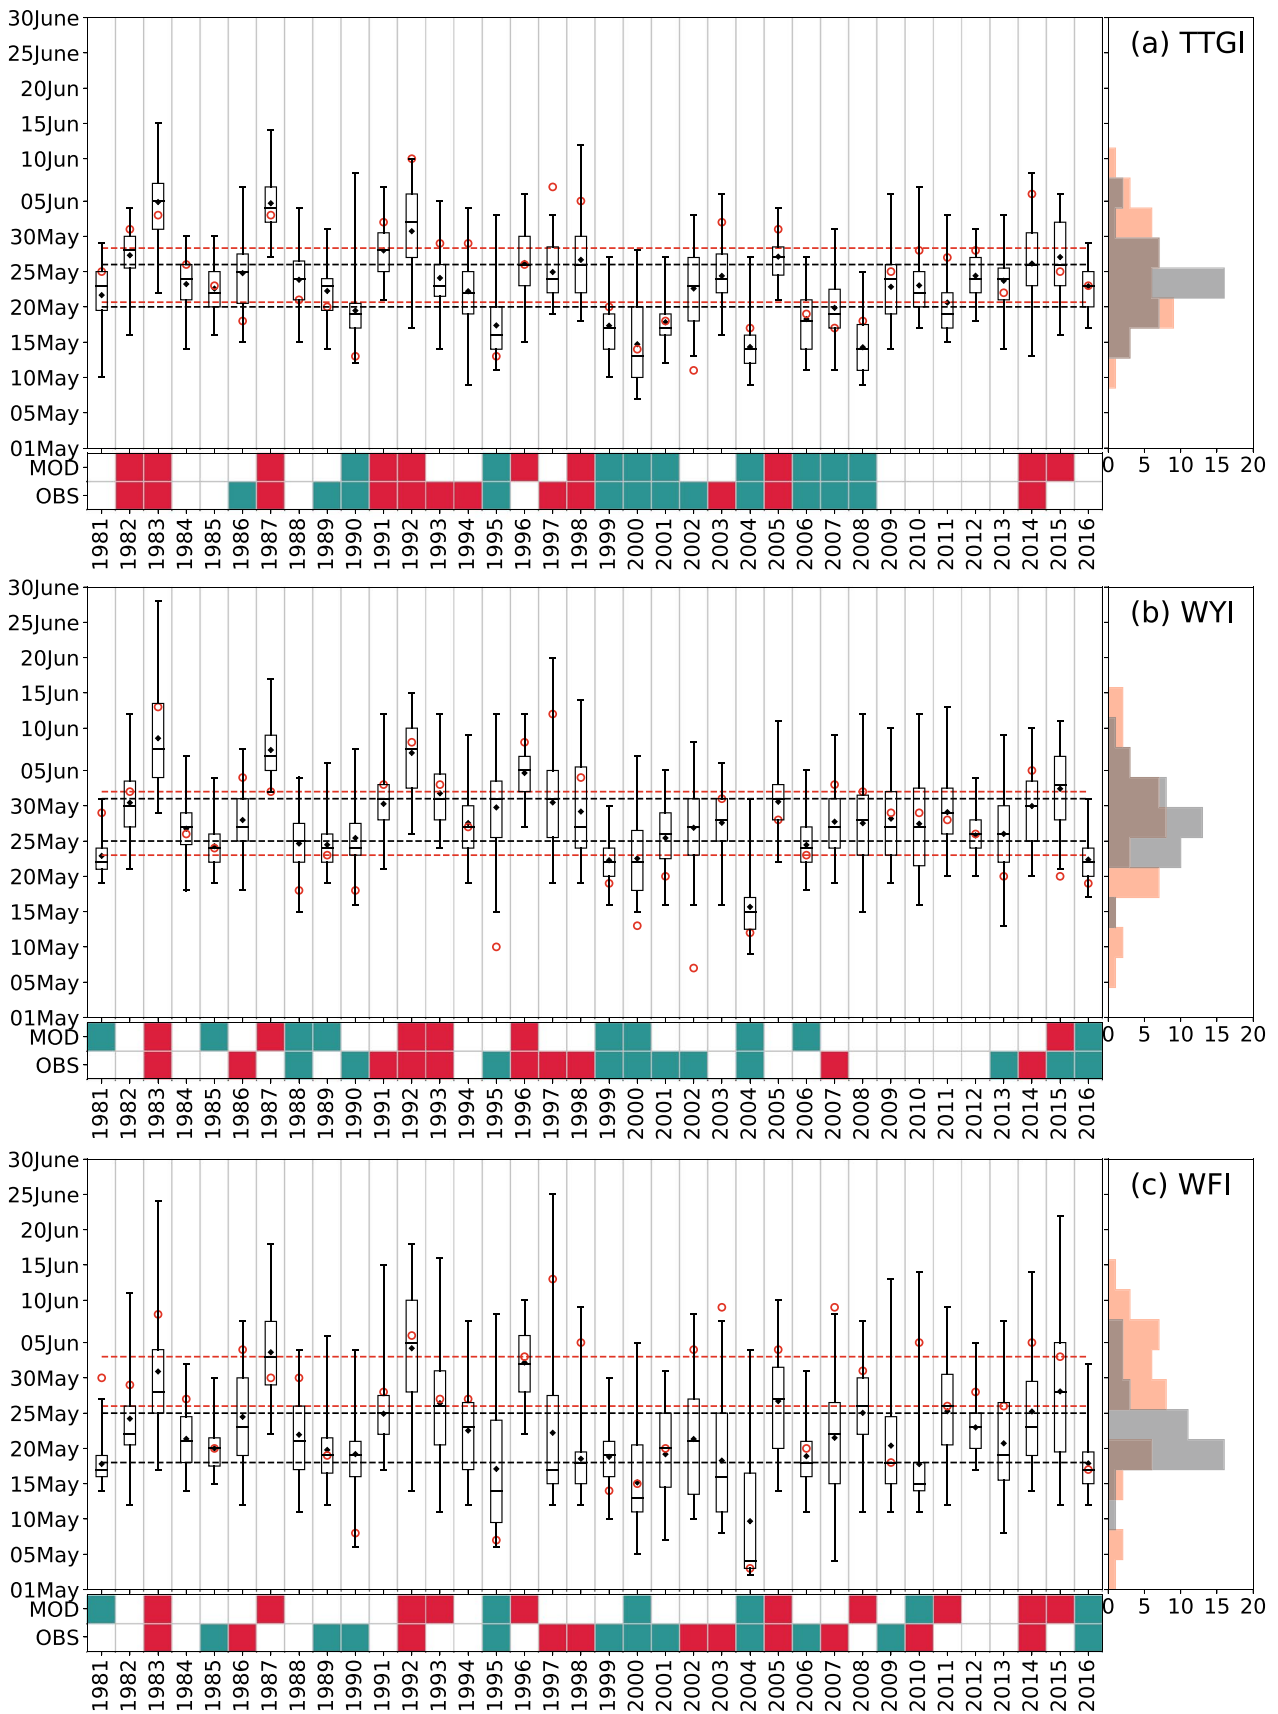 30June
25June
20Jun
15Jun
10Jun
05Jun
30May
25May
20May
15May
10May
05May
01May
(a) TTGI
MOD
OBS
0 5 10 15 20
1981 1982 1983 1984 1985 1986 1987 1988 1989 1990 1991 1992 1993 1994 1995 1996 1997 1998 1999 2000 2001 2002 2003 2004 2005 2006 2007 2008 2009 2010 2011 2012 2013 2014 2015 2016
30June
25June
20Jun
15Jun
10Jun
05Jun
30May
25May
20May
15May
10May
05May
01May
(b) WYI
MOD
OBS
0 5 10 15 20
1981 1982 1983 1984 1985 1986 1987 1988 1989 1990 1991 1992 1993 1994 1995 1996 1997 1998 1999 2000 2001 2002 2003 2004 2005 2006 2007 2008 2009 2010 2011 2012 2013 2014 2015 2016
30June
25June
20Jun
15Jun
10Jun
05Jun
30May
25May
20May
15May
10May
05May
01May
(c) WFI
MOD
OBS
0 5 10 15 20
1981 1982 1983 1984 1985 1986 1987 1988 1989 1990 1991 1992 1993 1994 1995 1996 1997 1998 1999 2000 2001 2002 2003 2004 2005 2006 2007 2008 2009 2010 2011 2012 2013 2014 2015 2016